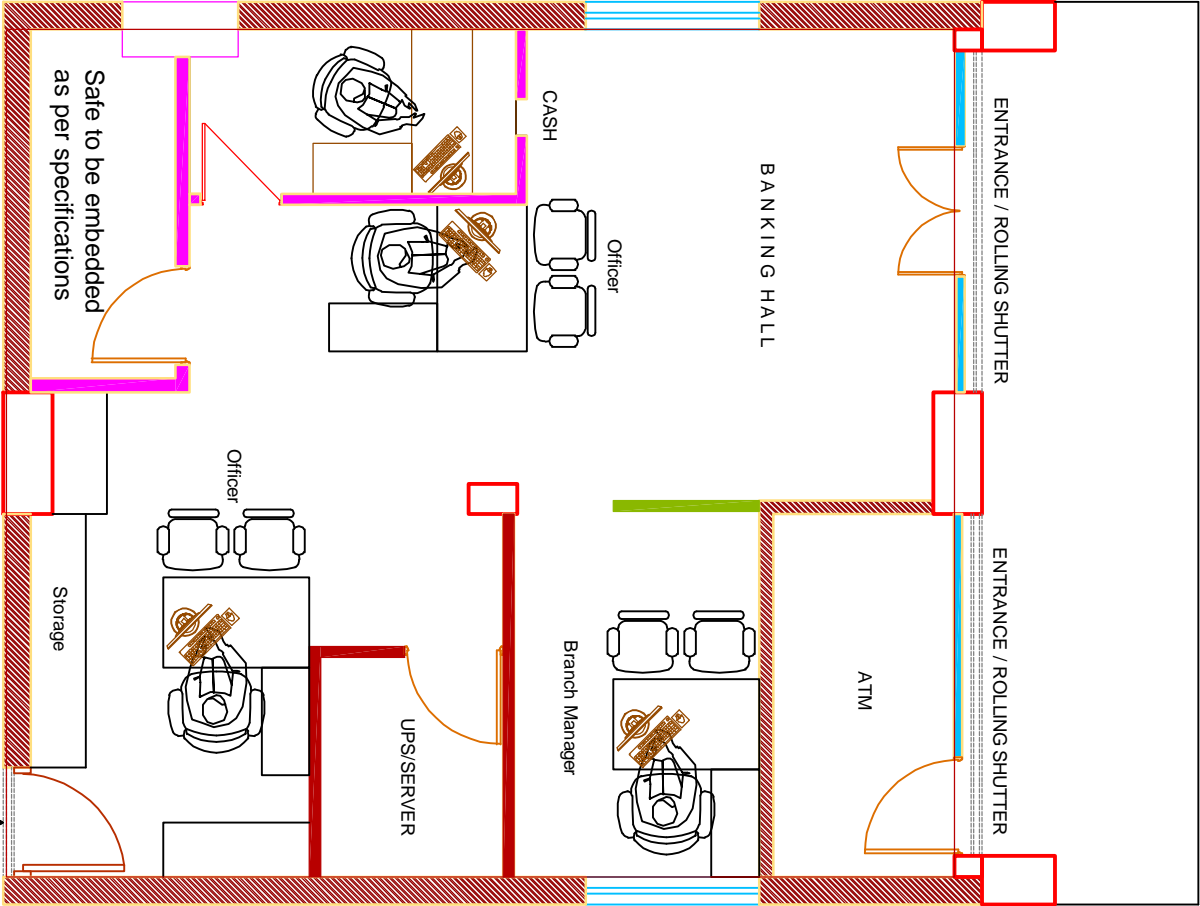 ENTRANCE / ROLLING SHUTTER
ENTRANCE / ROLLING SHUTTER
BANKING HALL
ATM
Officer
CASH
Branch Manager
UPS/SERVER
Officer
Safe to be embedded
as per specifications
Storage